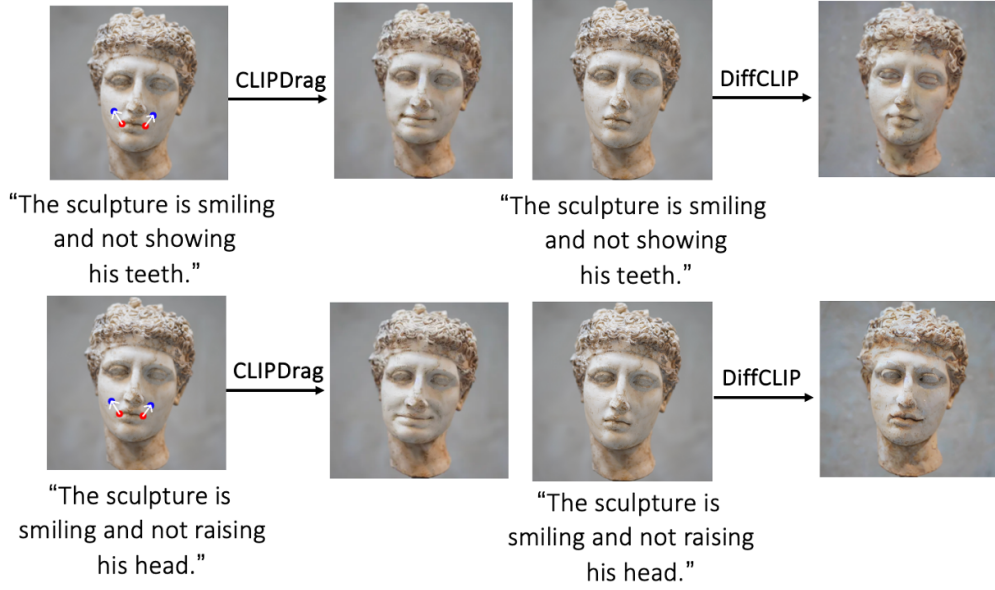 CLIPDrag
DiffCLIP
“The sculpture is smiling
and not showing
his teeth.”
“The sculpture is smiling
and not showing
his teeth.”
CLIPDrag
DiffCLIP
“The sculpture is
smiling and not raising
his head.”
“The sculpture is
smiling and not raising
his head.”